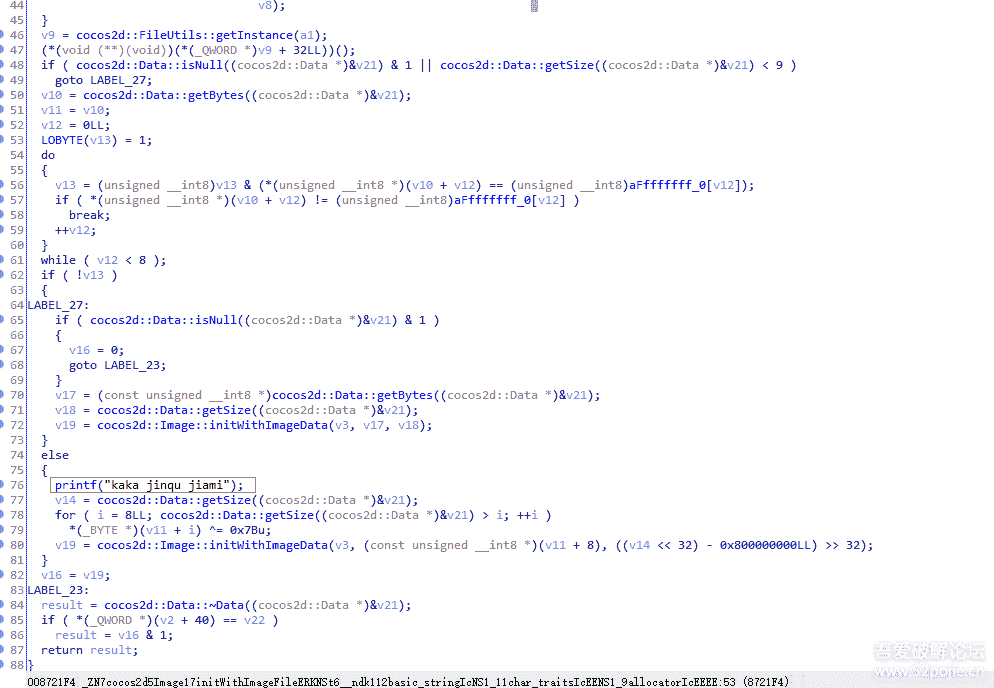 44 v8);
45 }
46 v9 = cocos2d::FileUtils::getInstance(a1);
47 (*(void (**)(void))(*(_QWORD *)v9 + 32LL))();
48 if ( cocos2d::Data::isNull((cocos2d::Data *)&v21) & 1 || cocos2d::Data::getSize((cocos2d::Data *)&v21) < 9 )
49 goto LABEL_27;
50 v10 = cocos2d::Data::getBytes((cocos2d::Data *)&v21);
51 v11 = v10;
52 v12 = 0LL;
53 LOBYTE(v13) = 1;
54 do
55 {
56 v13 = (unsigned __int8)v13 & (*(unsigned __int8 *)(v10 + v12) == (unsigned __int8)aFfffffff_0[v12]);
57 if ( *(unsigned __int8 *)(v10 + v12) != (unsigned __int8)aFfffffff_0[v12] )
58 break;
59 ++v12;
60 }
61 while ( v12 < 8 );
62 if ( !v13 )
63 {
64 LABEL_27:
65 if ( cocos2d::Data::isNull((cocos2d::Data *)&v21) & 1 )
66 {
67 v16 = 0;
68 goto LABEL_23;
69 }
70 v17 = (const unsigned __int8 *)cocos2d::Data::getBytes((cocos2d::Data *)&v21);
71 v18 = cocos2d::Data::getSize((cocos2d::Data *)&v21);
72 v19 = cocos2d::Image::initWithImageData(v3, v17, v18);
73 }
74 else
75 {
76 printf("kaka jinqu jiami");
77 v14 = cocos2d::Data::getSize((cocos2d::Data *)&v21);
78 for ( i = 8LL; cocos2d::Data::getSize((cocos2d::Data *)&v21) > i; ++i )
79 *(_BYTE *)(v11 + i) ^= 0x7Bu;
80 v19 = cocos2d::Image::initWithImageData(v3, (const unsigned __int8 *)(v11 + 8), ((v14 << 32) - 0x800000000LL) >> 32);
81 }
82 v16 = v19;
83 LABEL_23:
84 result = cocos2d::Data::~Data((cocos2d::Data *)&v21);
85 if ( *(_QWORD *)(v2 + 40) == v22 )
86 result = v16 & 1;
87 return result;
88 }
008721F4 _ZN7cocos2d5Image17initWithImageFileERKNSt6__ndk112basic_stringIcNS1_11char_traitsIcEENS1_9allocatorIcEEEE:53 (8721F4)
吾爱破解论坛
www.52pojie.cn